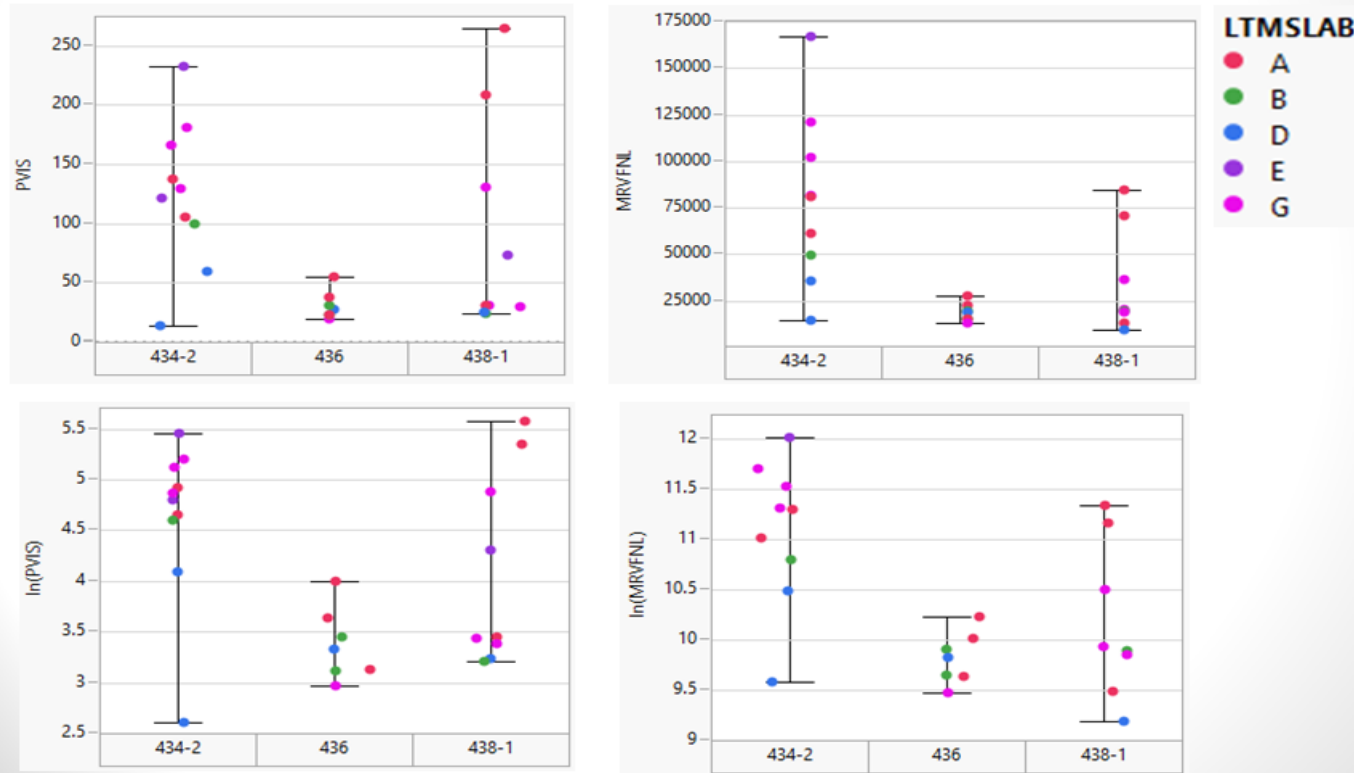 PVIS
250
200
150
100
50
0
434-2 436 438-1
MRVFNL
175000
150000
125000
100000
75000
50000
25000
434-2 436 438-1
LTMSLAB
A
B
D
E
G
ln(PVIS)
5.5
5
4.5
4
3.5
3
2.5
434-2 436 438-1
ln(MRVFNL)
12
11.5
11
10.5
10
9.5
9
434-2 436 438-1